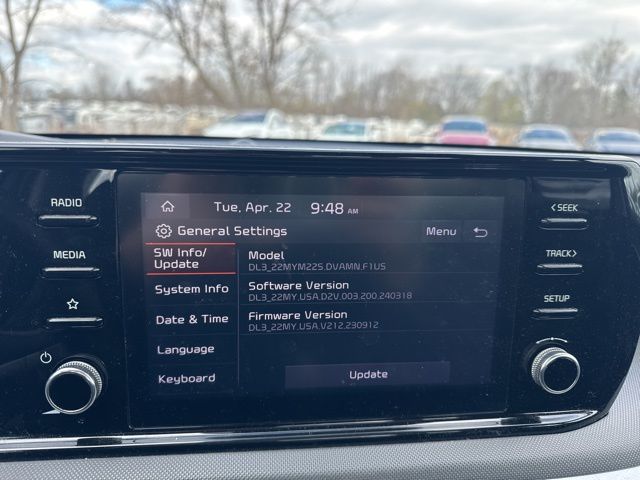 RADIO
MEDIA
Tue, Apr. 22 9:48 AM
General Settings
Menu
SW Info/
Update
System Info
Date & Time
Language
Keyboard
Model
DL3_22MYM22S.DVAMN.F1US
Software Version
DL3_22MY.USA.D2V.003.200.240318
Firmware Version
DL3_22MY.USA.V212.230912
Update
< SEEK
TRACK >
SETUP